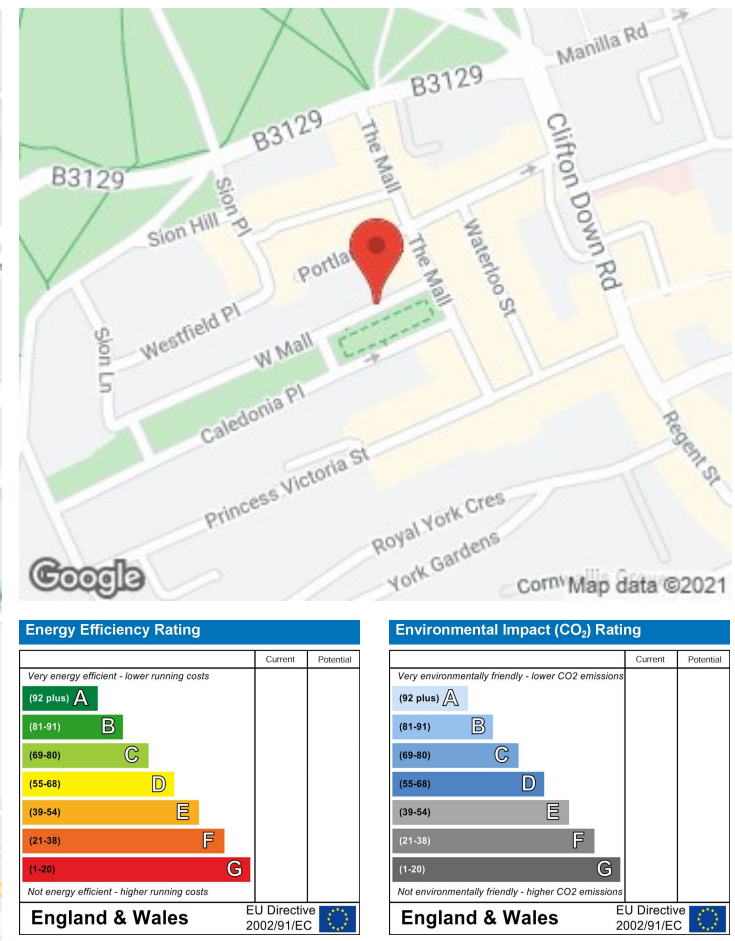 Manilla Rd
B3129
B3129
B3129
The Mall
Clifton Down Rd
Sion Pl
Sion Hill
Waterloo St
The Mall
Westfield Pl
Sion Ln
W Mall
Caledonia Pl
Regent St
Princess Victoria St
Royal York Cres
York Gardens
Google
Map data ©2021
Energy Efficiency Rating
Current Potential
Very energy efficient - lower running costs
(92 plus) A
(81-91) B
(69-80) C
(55-68) D
(39-54) E
(21-38) F
(1-20) G
Not energy efficient - higher running costs
England & Wales
EU Directive
2002/91/EC
Environmental Impact (CO₂) Rating
Current Potential
Very environmentally friendly - lower CO2 emissions
(92 plus) A
(81-91) B
(69-80) C
(55-68) D
(39-54) E
(21-38) F
(1-20) G
Not environmentally friendly - higher CO2 emissions
England & Wales
EU Directive
2002/91/EC